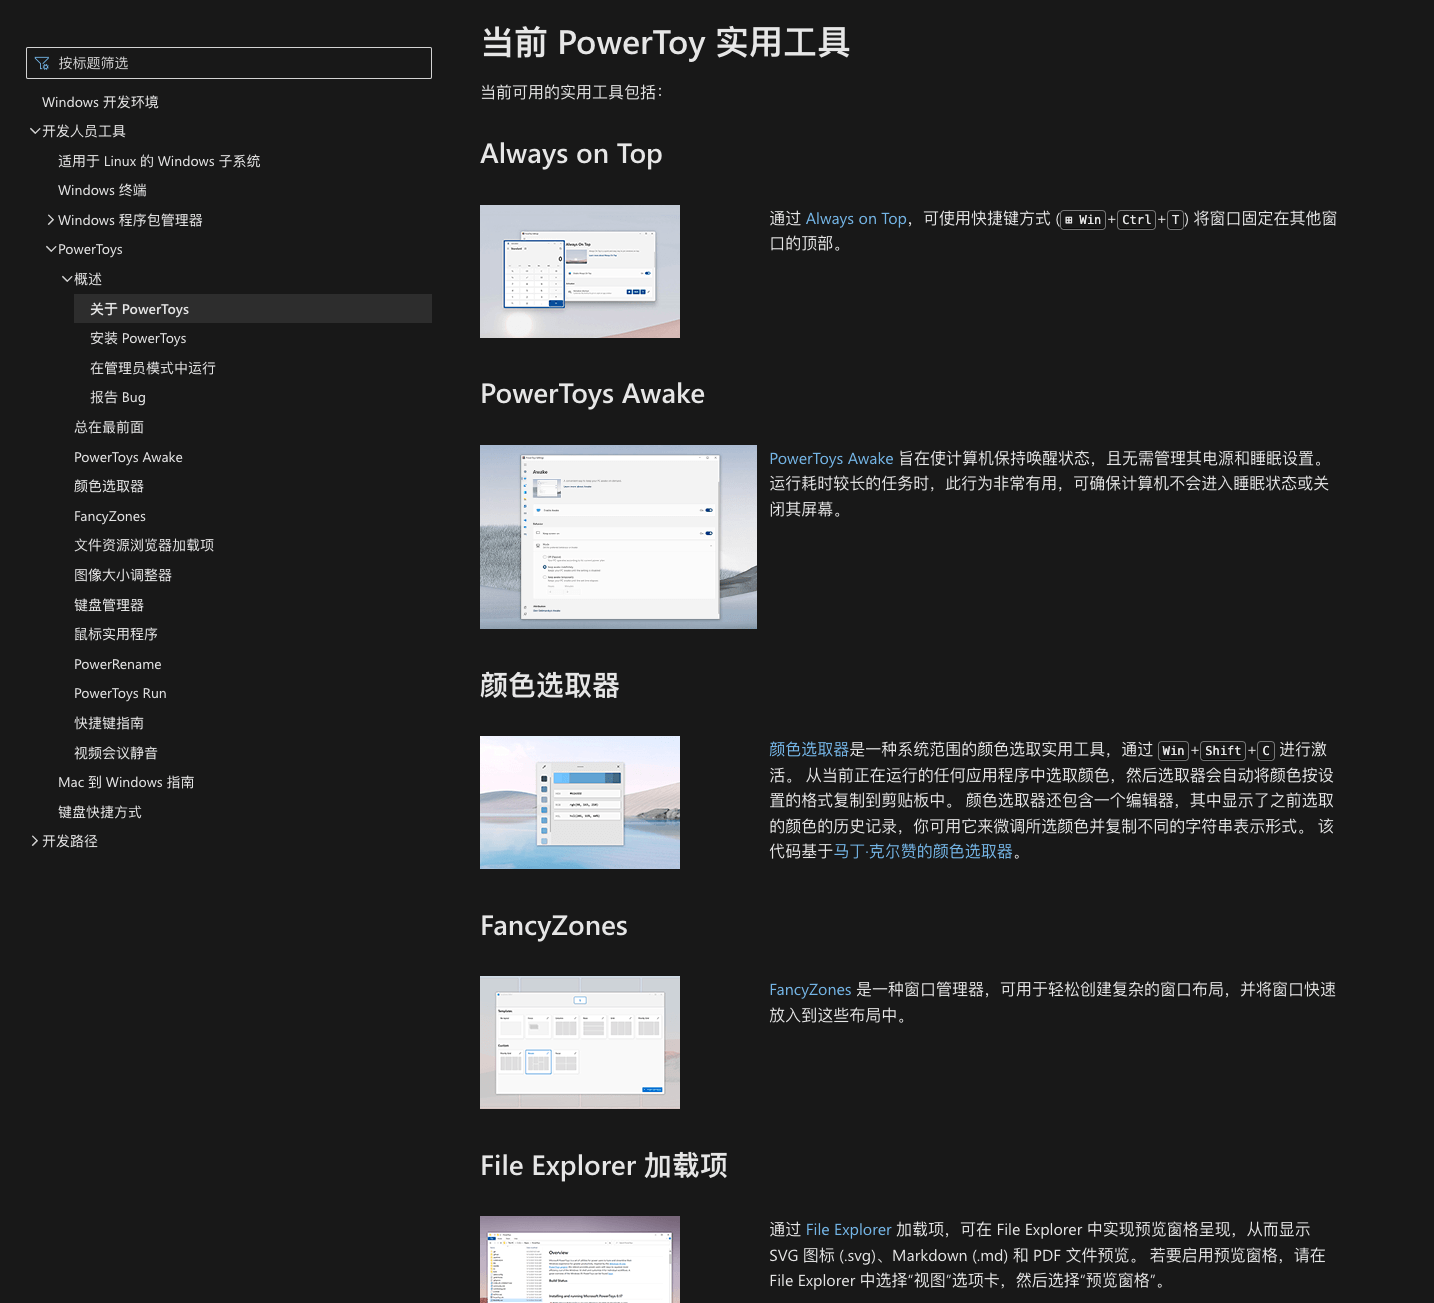 按标题筛选
Windows 开发环境
开发人员工具
适用于 Linux 的 Windows 子系统
Windows 终端
Windows 程序包管理器
PowerToys
概述
关于 PowerToys
安装 PowerToys
在管理员模式中运行
报告 Bug
总在最前面
PowerToys Awake
颜色选取器
FancyZones
文件资源浏览器加载项
图像大小调整器
键盘管理器
鼠标实用程序
PowerRename
PowerToys Run
快捷键指南
视频会议静音
Mac 到 Windows 指南
键盘快捷方式
开发路径
当前 PowerToy 实用工具
当前可用的实用工具包括：
Always on Top
通过 Always on Top，可使用快捷键方式 (⊞ Win+Ctrl+T) 将窗口固定在其他窗
口的顶部。
Always On Top
PowerToys Awake
Awake
PowerToys Awake 旨在使计算机保持唤醒状态，且无需管理其电源和睡眠设置。
运行耗时较长的任务时，此行为非常有用，可确保计算机不会进入睡眠状态或关
闭其屏幕。
颜色选取器
颜色选取器是一种系统范围的颜色选取实用工具，通过 Win+Shift+C 进行激
活。 从当前正在运行的任何应用程序中选取颜色，然后选取器会自动将颜色按设
置的格式复制到剪贴板中。 颜色选取器还包含一个编辑器，其中显示了之前选取
的颜色的历史记录，你可用它来微调所选颜色并复制不同的字符串表示形式。 该
代码基于马丁·克尔赞的颜色选取器。
FancyZones
Templates
Custom
FancyZones 是一种窗口管理器，可用于轻松创建复杂的窗口布局，并将窗口快速
放入到这些布局中。
File Explorer 加载项
Overview
Build Status
Installing and running Microsoft PowerToys
通过 File Explorer 加载项，可在 File Explorer 中实现预览窗格呈现，从而显示
SVG 图标 (.svg)、Markdown (.md) 和 PDF 文件预览。 若要启用预览窗格，请在
File Explorer 中选择“视图”选项卡，然后选择“预览窗格”。